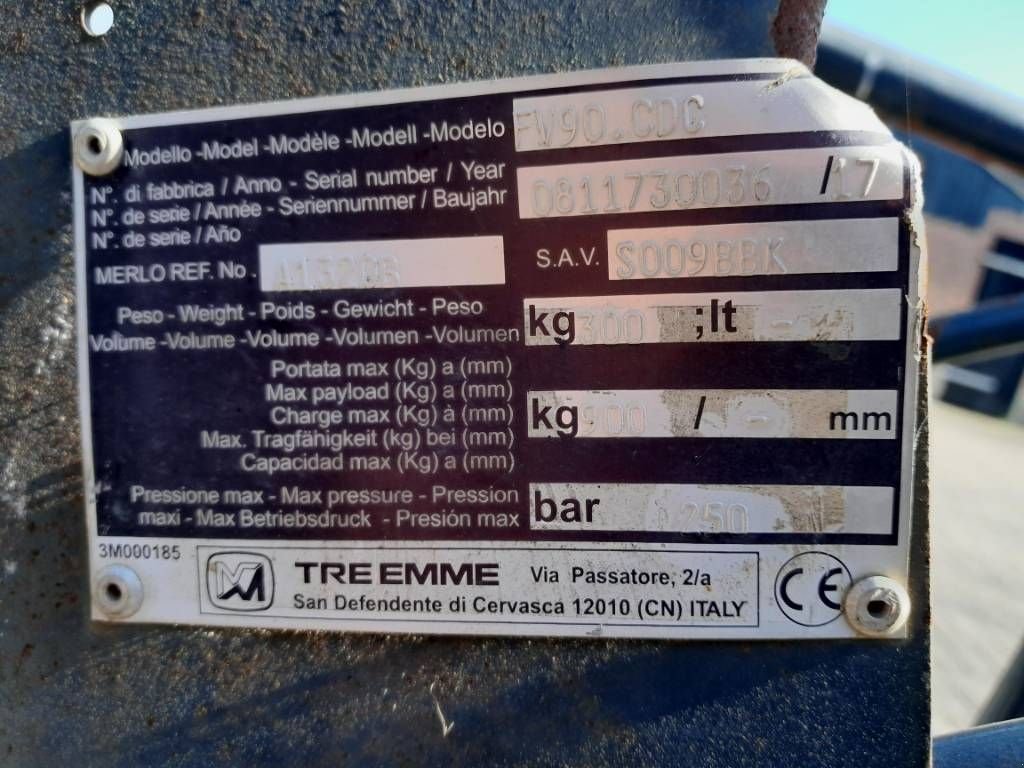 Modello -Model -Modèle -Modell -Modelo FW90.CDC
N°. di fabbrica / Anno - Serial number / Year
N°. de serie / Année - Seriennummer / Baujahr 0811730036 /17
N°. de serie / Año
MERLO REF. No. S.A.V. S009BBK
Peso - Weight - Poids - Gewicht - Peso
Volume -Volume -Volume -Volumen -Volumen kg 300 ;lt -
Portata max (Kg) a (mm)
Max payload (Kg) a (mm)
Charge max (Kg) à (mm) kg 900 / - mm
Max. Tragfähigkeit (kg) bei (mm)
Capacidad max (Kg) a (mm)
Pressione max - Max pressure - Pression
maxi - Max Betriebsdruck - Presión max bar 250
3M000185
TRE EMME Via Passatore, 2/a
San Defendente di Cervasca 12010 (CN) ITALY
CE